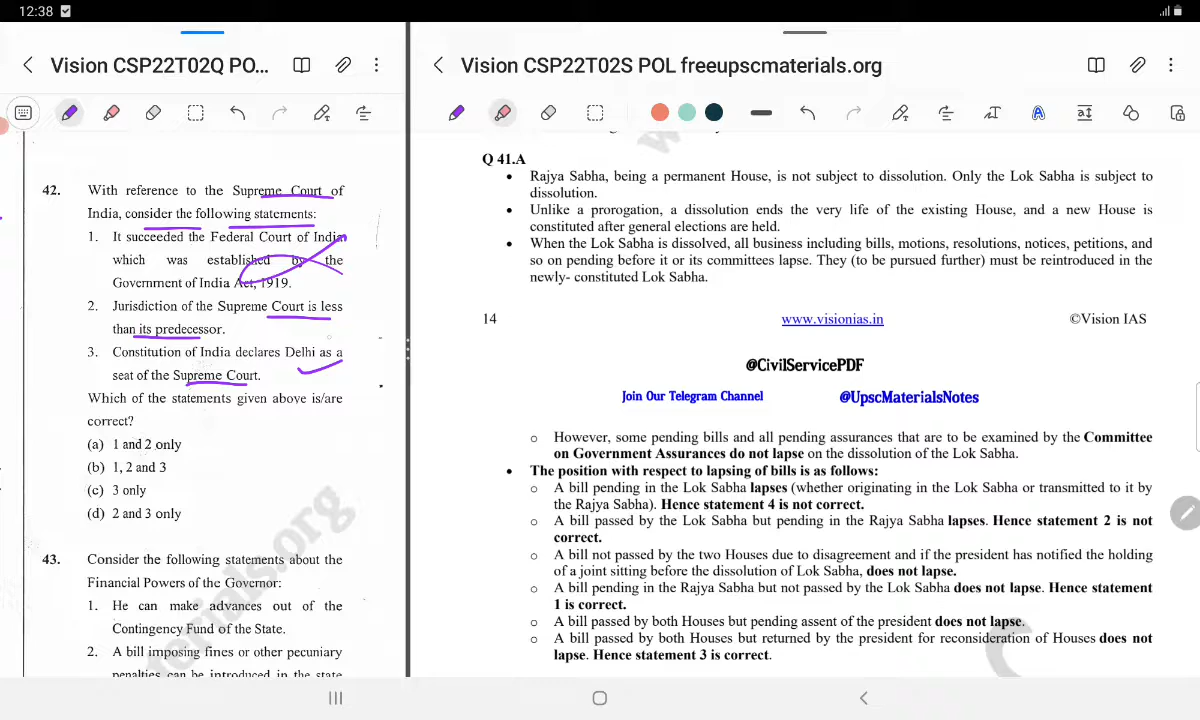 12:38
Vision CSP22T02Q PO...
42. With reference to the Supreme Court of
India, consider the following statements:
1. It succeeded the Federal Court of India
which was established by the
Government of India Act, 1919.
2. Jurisdiction of the Supreme Court is less
than its predecessor.
3. Constitution of India declares Delhi as a
seat of the Supreme Court.
Which of the statements given above is/are
correct?
(a) 1 and 2 only
(b) 1, 2 and 3
(c) 3 only
(d) 2 and 3 only
43. Consider the following statements about the
Financial Powers of the Governor:
1. He can make advances out of the
Contingency Fund of the State.
2. A bill imposing fines or other pecuniary
penalties can be introduced in the state
erials.org
Vision CSP22T02S POL freeupscmaterials.org
Q 41.A
• Rajya Sabha, being a permanent House, is not subject to dissolution. Only the Lok Sabha is subject to
dissolution.
• Unlike a prorogation, a dissolution ends the very life of the existing House, and a new House is
constituted after general elections are held.
• When the Lok Sabha is dissolved, all business including bills, motions, resolutions, notices, petitions, and
so on pending before it or its committees lapse. They (to be pursued further) must be reintroduced in the
newly- constituted Lok Sabha.
14 www.visionias.in ©Vision IAS
@CivilServicePDF
Join Our Telegram Channel @UpscMaterialsNotes
o However, some pending bills and all pending assurances that are to be examined by the Committee
on Government Assurances do not lapse on the dissolution of the Lok Sabha.
• The position with respect to lapsing of bills is as follows:
o A bill pending in the Lok Sabha lapses (whether originating in the Lok Sabha or transmitted to it by
the Rajya Sabha). Hence statement 4 is not correct.
o A bill passed by the Lok Sabha but pending in the Rajya Sabha lapses. Hence statement 2 is not
correct.
o A bill not passed by the two Houses due to disagreement and if the president has notified the holding
of a joint sitting before the dissolution of Lok Sabha, does not lapse.
o A bill pending in the Rajya Sabha but not passed by the Lok Sabha does not lapse. Hence statement
1 is correct.
o A bill passed by both Houses but pending assent of the president does not lapse.
o A bill passed by both Houses but returned by the president for reconsideration of Houses does not
lapse. Hence statement 3 is correct.